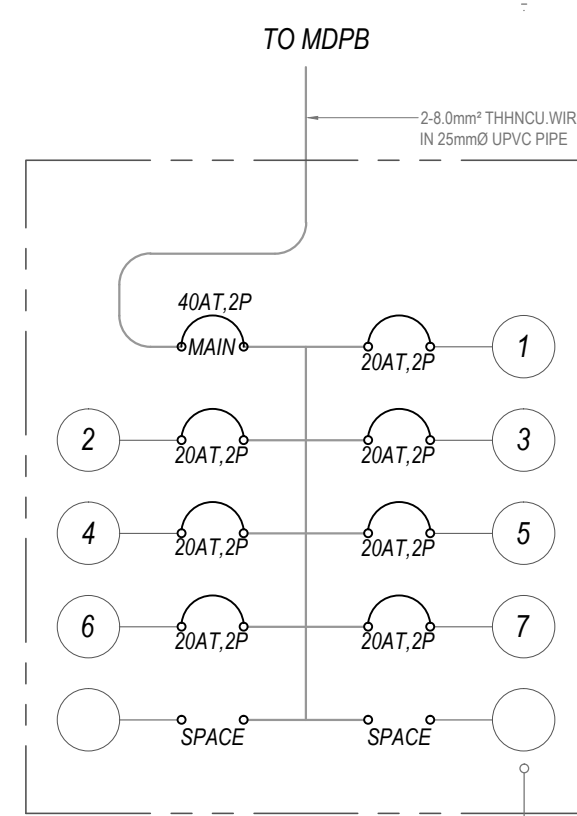 TO MDPB
2-8.0mm² THHNCU.WIR
IN 25mmØ UPVC PIPE
40AT,2P
MAIN
20AT,2P
1
2
20AT,2P
20AT,2P
3
4
20AT,2P
20AT,2P
5
6
20AT,2P
20AT,2P
7
SPACE
SPACE